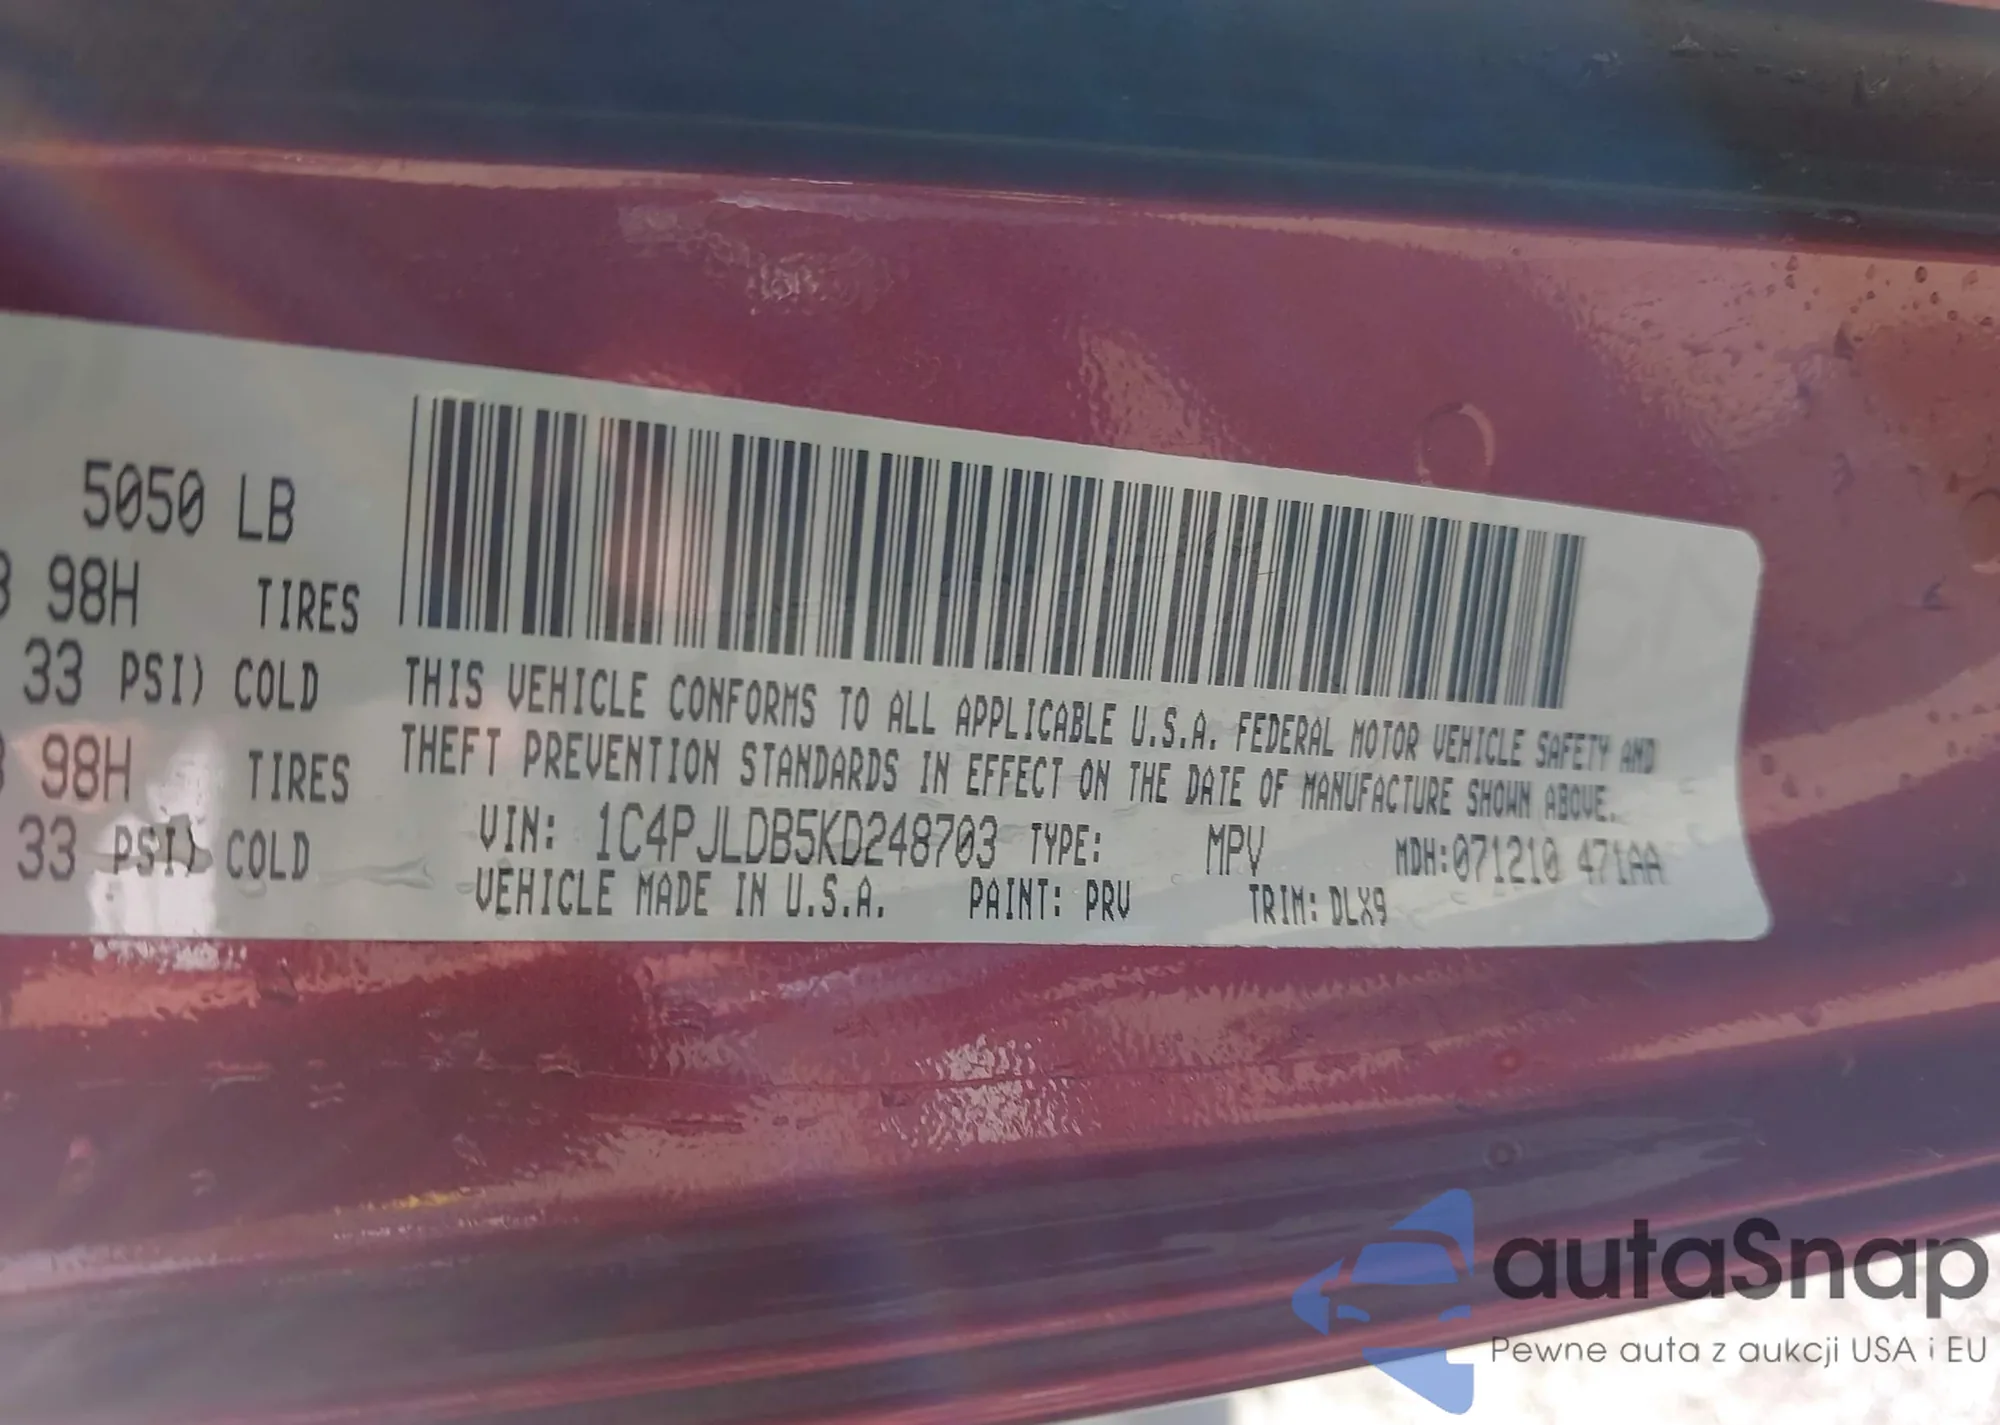 5050 LB
98H TIRES
33 PSI) COLD
98H TIRES
33 PSI) COLD
THIS VEHICLE CONFORMS TO ALL APPLICABLE U.S.A. FEDERAL MOTOR VEHICLE SAFETY AND
THEFT PREVENTION STANDARDS IN EFFECT ON THE DATE OF MANUFACTURE SHOWN ABOVE.
VIN: 1C4PJLDB5KD248703 TYPE: MPV MDH:071210 471AA
VEHICLE MADE IN U.S.A. PAINT: PRV TRIM: DLX9
autaSnap
Pewne auta z aukcji USA i EU